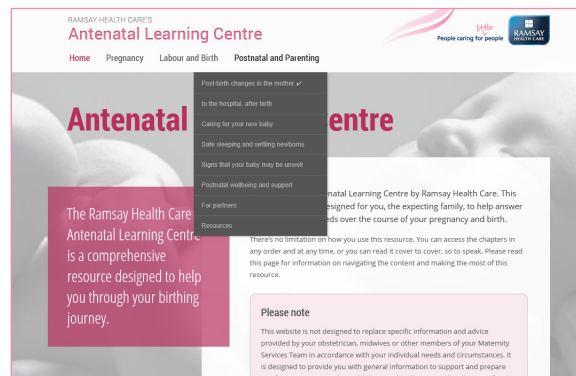 RAMSAY HEALTH CARE'S
Antenatal Learning Centre
little
People caring for people
RAMSAY
HEALTH CARE
Home Pregnancy Labour and Birth Postnatal and Parenting
Post-birth changes in the mother ✔
In the hospital, after birth
Caring for your new baby
Safe sleeping and settling newborns
Signs that your baby may be unwell
Postnatal wellbeing and support
For partners
Resources
Antenatal entre
The Ramsay Health Care
Antenatal Learning Centre
is a comprehensive
resource designed to help
you through your birthing
journey.
natal Learning Centre by Ramsay Health Care. This
esigned for you, the expecting family, to help answer
eds over the course of your pregnancy and birth.
There's no limitation on how you use this resource. You can access the chapters in
any order and at any time, or you can read it cover to cover, so to speak. Please read
this page for information on navigating the content and making the most of this
resource.
Please note
This website is not designed to replace specific information and advice
provided by your obstetrician, midwives or other members of your Maternity
Services Team in accordance with your individual needs and circumstances. It
is designed to provide you with general information to support and prepare